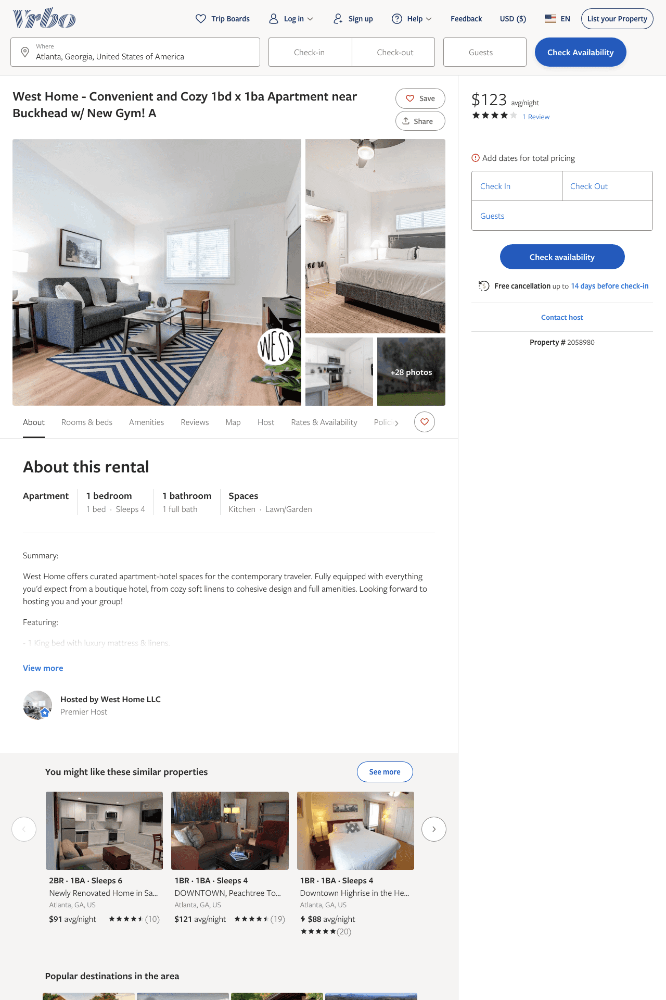 Vrbo
Trip Boards
Log in
Sign up
Help
Feedback
USD ($)
EN
List your Property
Where
Atlanta, Georgia, United States of America
Check-in
Check-out
Guests
Check Availability
West Home - Convenient and Cozy 1bd x 1ba Apartment near
Buckhead w/ New Gym! A
Save
Share
$123 avg/night
1 Review
Add dates for total pricing
Check In
Check Out
Guests
Check availability
Free cancellation up to 14 days before check-in
Contact host
Property # 2058980
WEST
+28 photos
About
Rooms & beds
Amenities
Reviews
Map
Host
Rates & Availability
Polici
About this rental
Apartment
1 bedroom
1 bed · Sleeps 4
1 bathroom
1 full bath
Spaces
Kitchen · Lawn/Garden
Summary:
West Home offers curated apartment-hotel spaces for the contemporary traveler. Fully equipped with everything
you'd expect from a boutique hotel, from cozy soft linens to cohesive design and full amenities. Looking forward to
hosting you and your group!
Featuring:
- 1 King bed with luxury mattress & linens.
View more
Hosted by West Home LLC
Premier Host
You might like these similar properties
See more
2BR · 1BA · Sleeps 6
Newly Renovated Home in Sa...
Atlanta, GA, US
$91 avg/night
(10)
1BR · 1BA · Sleeps 4
DOWNTOWN, Peachtree To...
Atlanta, GA, US
$121 avg/night
(19)
1BR · 1BA · Sleeps 4
Downtown Highrise in the He...
Atlanta, GA, US
$88 avg/night
(20)
Popular destinations in the area